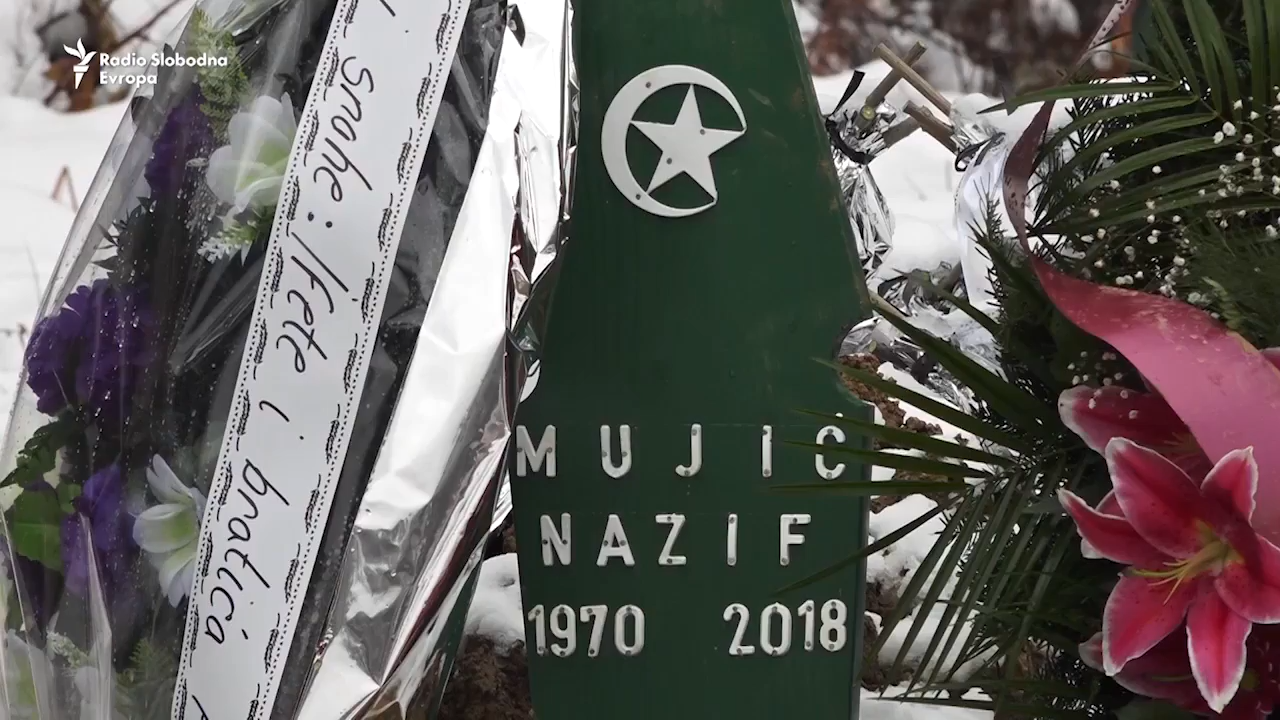 Radio Slobodna
Evropa
snahe: Fete i bratića
MUJIC
NAZIF
1970 2018